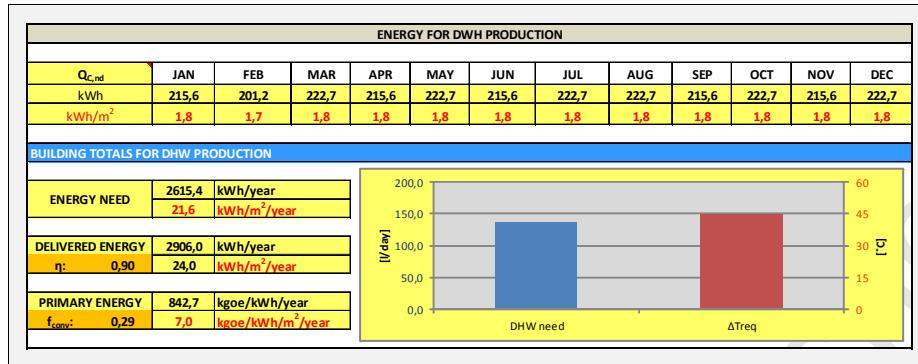 ENERGY FOR DWH PRODUCTION
Q_C,nd JAN FEB MAR APR MAY JUN JUL AUG SEP OCT NOV DEC
kWh 215,6 201,2 222,7 215,6 222,7 215,6 222,7 222,7 215,6 222,7 215,6 222,7
kWh/m² 1,8 1,7 1,8 1,8 1,8 1,8 1,8 1,8 1,8 1,8 1,8 1,8
BUILDING TOTALS FOR DHW PRODUCTION
ENERGY NEED 2615,4 kWh/year
21,6 kWh/m²/year
DELIVERED ENERGY 2906,0 kWh/year
η: 0,90 24,0 kWh/m²/year
PRIMARY ENERGY 842,7 kgoe/kWh/year
f_conv: 0,29 7,0 kgoe/kWh/m²/year
200,0
150,0
100,0
50,0
0,0
[l/day]
60
45
30
15
0
[°C]
DHW need ΔTreq